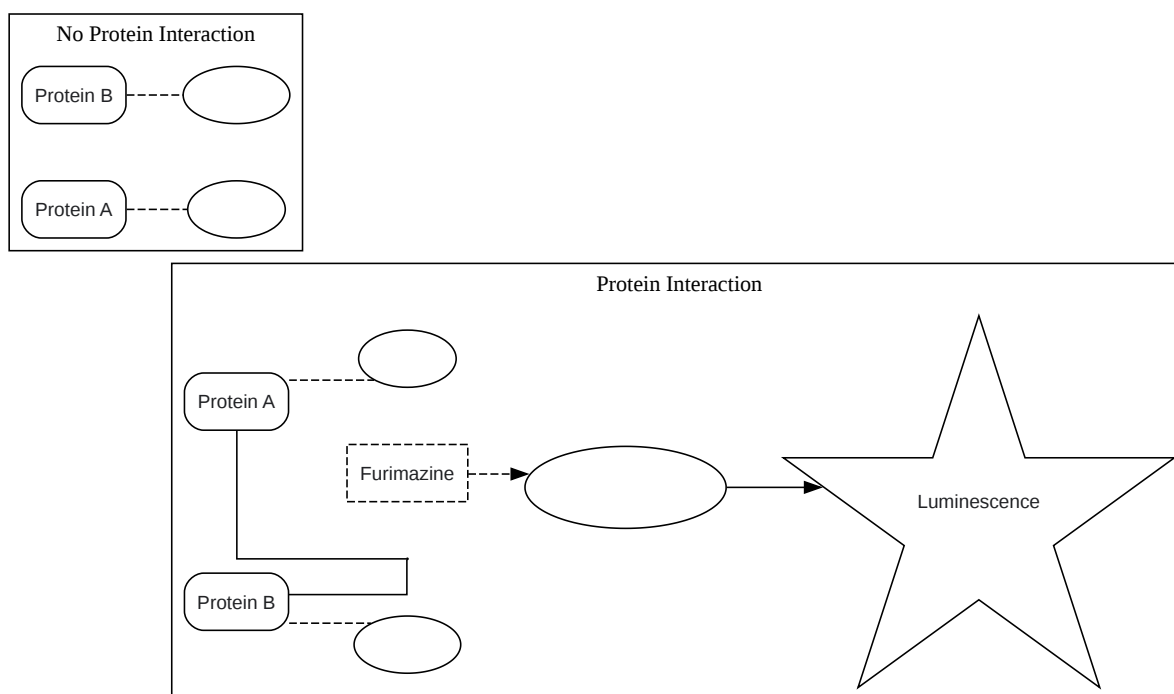 No Protein Interaction
Protein B
Protein A
Protein Interaction
Protein A
Furimazine
Luminescence
Protein B